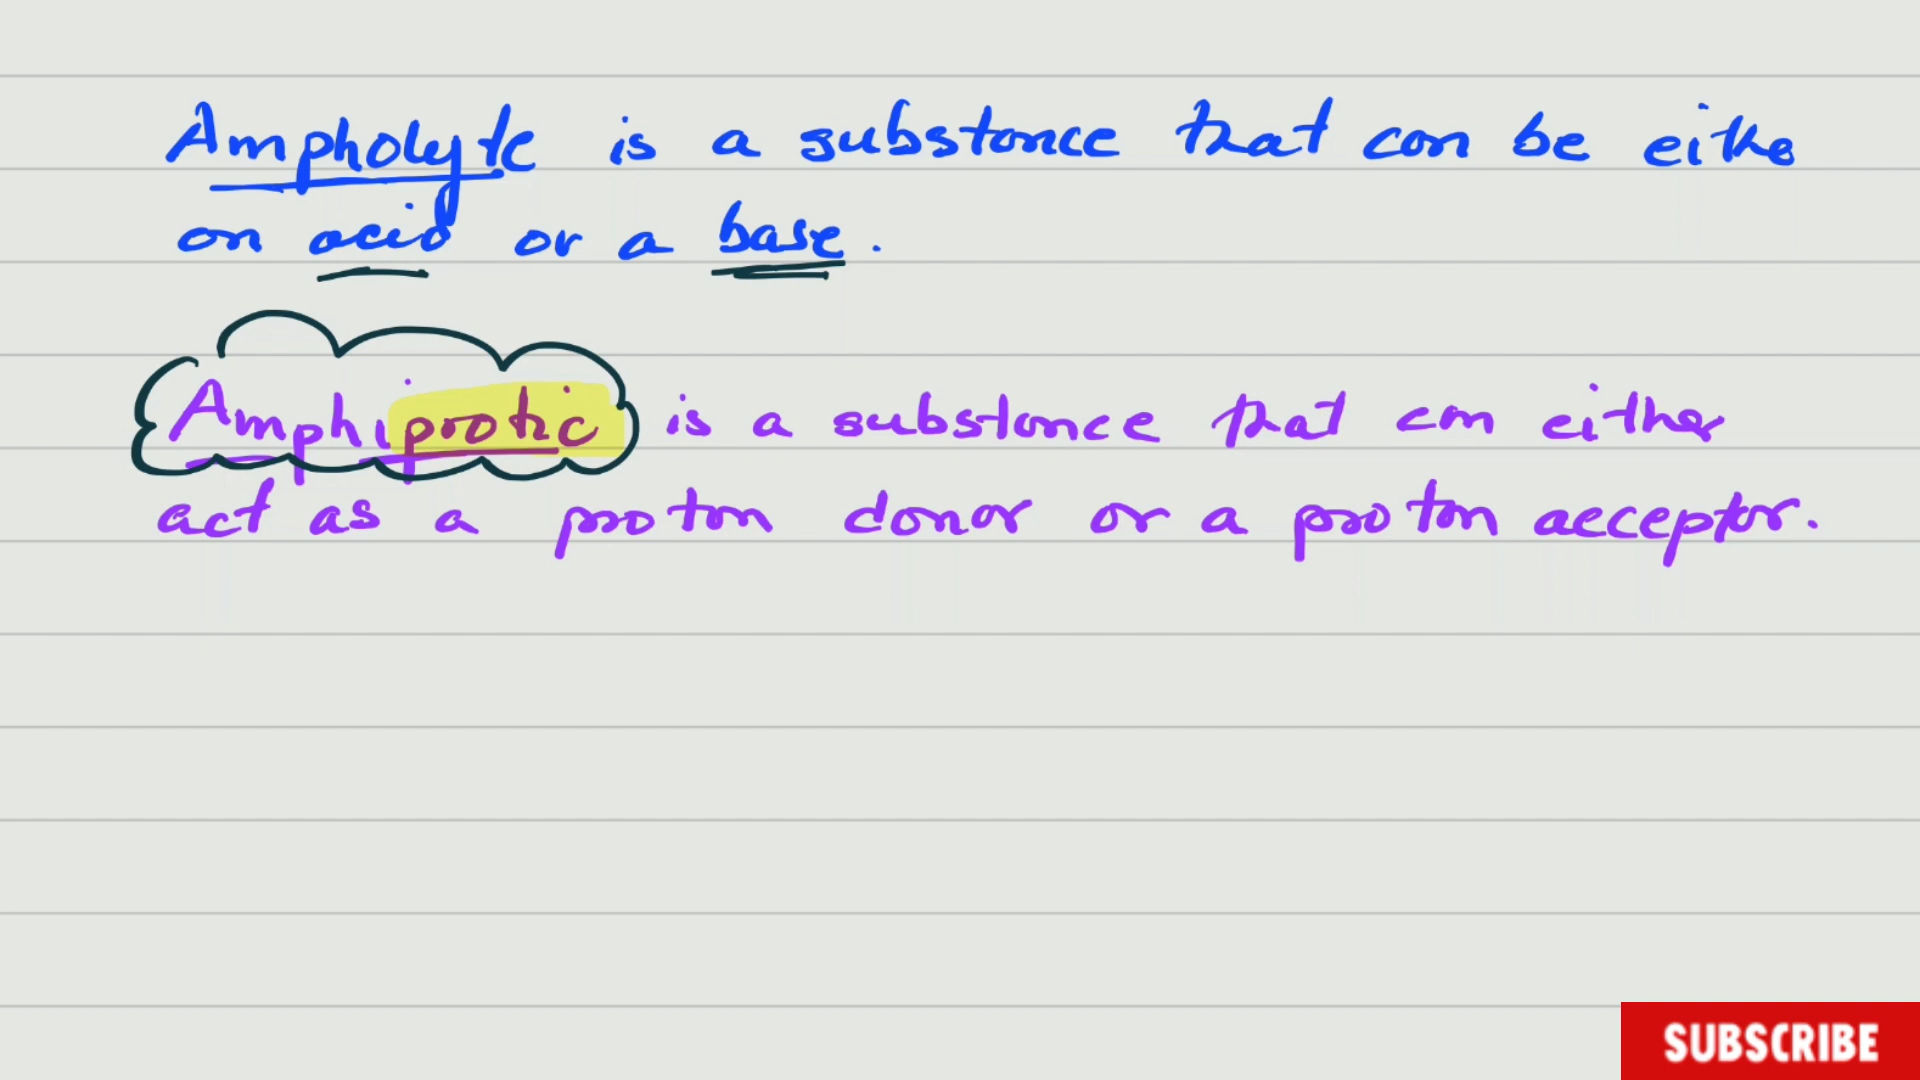 Ampholyte is a substance that can be eithe
an acid or a base.
Amphiprotic is a substance that can either
act as a proton donor or a proton acceptor.
SUBSCRIBE